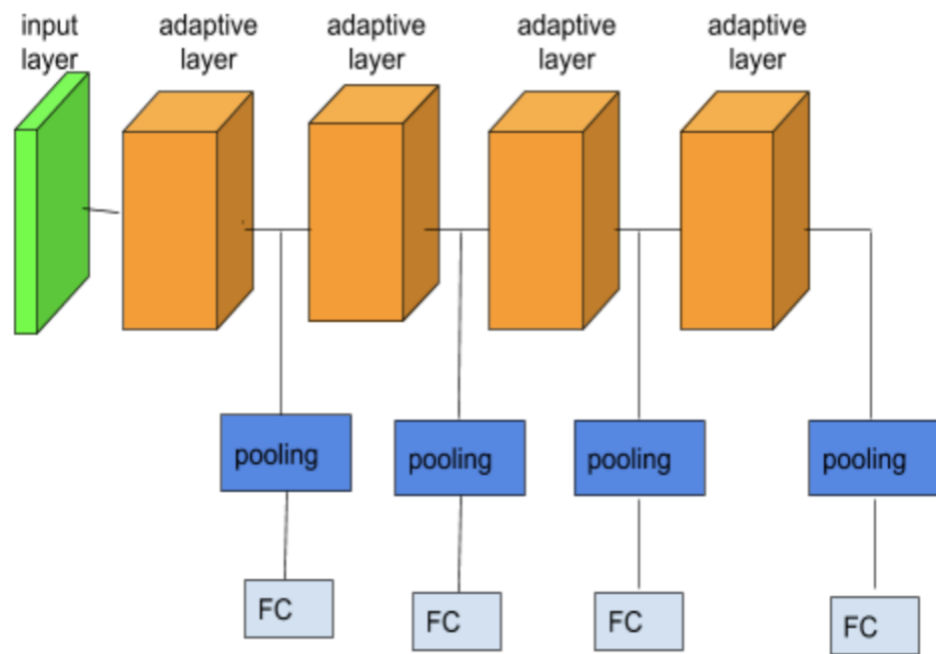 input
layer
adaptive
layer
adaptive
layer
adaptive
layer
adaptive
layer
pooling
pooling
pooling
pooling
FC
FC
FC
FC